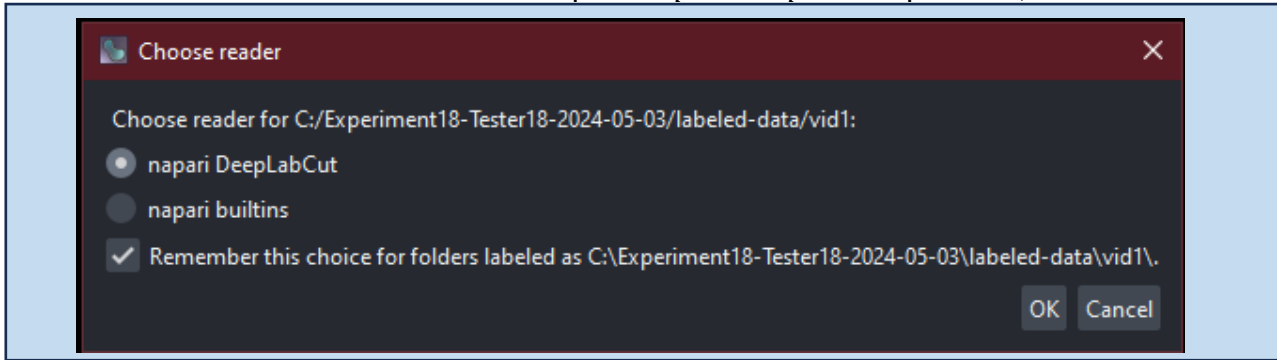 Choose reader
Choose reader for C:/Experiment18-Tester18-2024-05-03/labeled-data/vid1:
napari DeepLabCut
napari builtins
Remember this choice for folders labeled as C:\Experiment18-Tester18-2024-05-03\labeled-data\vid1\.
OK Cancel